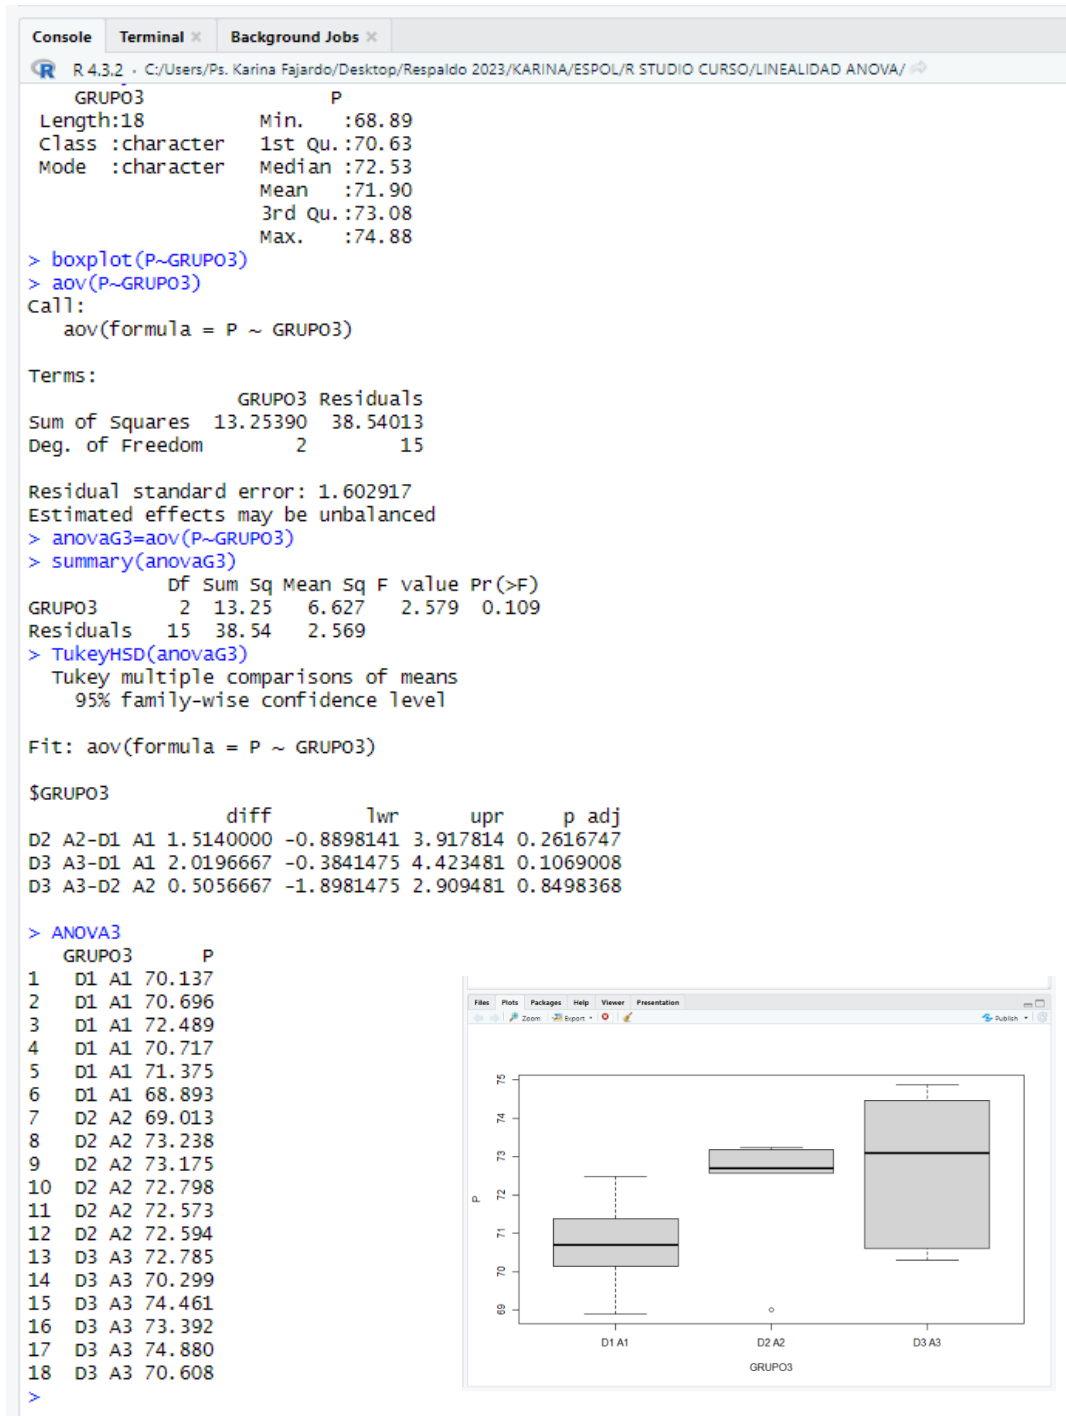 Console Terminal × Background Jobs ×
R R 4.3.2 · C:/Users/Ps. Karina Fajardo/Desktop/Respaldo 2023/KARINA/ESPOL/R STUDIO CURSO/LINEALIDAD ANOVA/
GRUPO3 P
Length:18 Min. :68.89
Class :character 1st Qu.:70.63
Mode :character Median :72.53
Mean :71.90
3rd Qu.:73.08
Max. :74.88
> boxplot(P~GRUPO3)
> aov(P~GRUPO3)
Call:
aov(formula = P ~ GRUPO3)
Terms:
GRUPO3 Residuals
Sum of Squares 13.25390 38.54013
Deg. of Freedom 2 15
Residual standard error: 1.602917
Estimated effects may be unbalanced
> anovaG3=aov(P~GRUPO3)
> summary(anovaG3)
Df Sum Sq Mean Sq F value Pr(>F)
GRUPO3 2 13.25 6.627 2.579 0.109
Residuals 15 38.54 2.569
> TukeyHSD(anovaG3)
Tukey multiple comparisons of means
95% family-wise confidence level
Fit: aov(formula = P ~ GRUPO3)
$GRUPO3
diff lwr upr p adj
D2 A2-D1 A1 1.5140000 -0.8898141 3.917814 0.2616747
D3 A3-D1 A1 2.0196667 -0.3841475 4.423481 0.1069008
D3 A3-D2 A2 0.5056667 -1.8981475 2.909481 0.8498368
> ANOVA3
GRUPO3 P
1 D1 A1 70.137
2 D1 A1 70.696
3 D1 A1 72.489
4 D1 A1 70.717
5 D1 A1 71.375
6 D1 A1 68.893
7 D2 A2 69.013
8 D2 A2 73.238
9 D2 A2 73.175
10 D2 A2 72.798
11 D2 A2 72.573
12 D2 A2 72.594
13 D3 A3 72.785
14 D3 A3 70.299
15 D3 A3 74.461
16 D3 A3 73.392
17 D3 A3 74.880
18 D3 A3 70.608
>
Files Plots Packages Help Viewer Presentation
Zoom Export Publish
75
74
73
72
71
70
69
P
D1 A1 D2 A2 D3 A3
GRUPO3